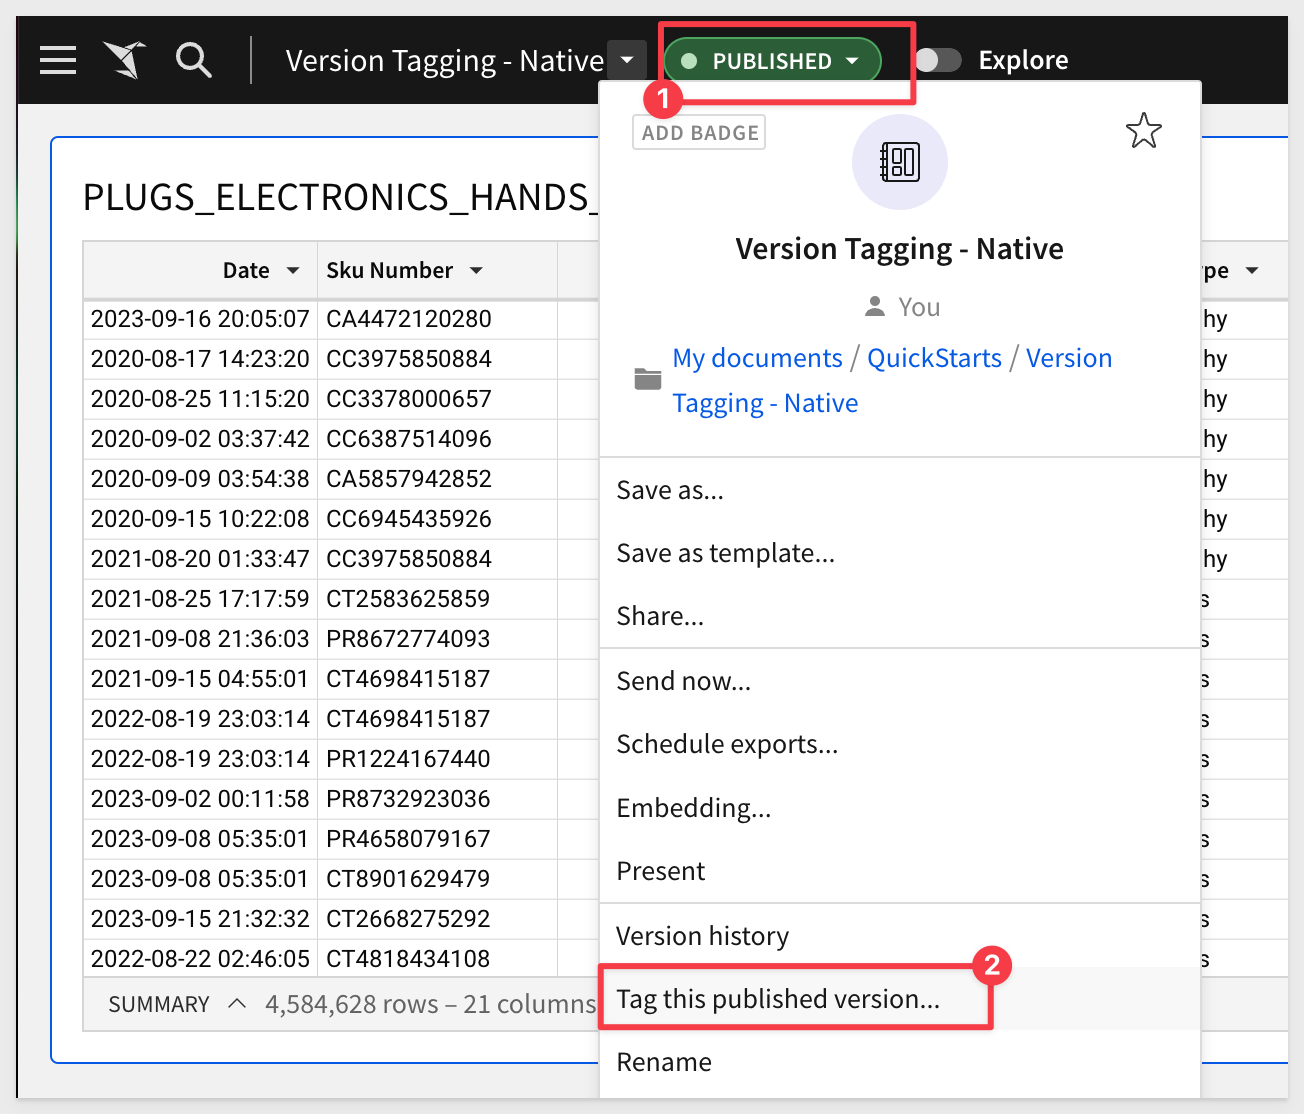 Version Tagging - Native
PUBLISHED
Explore
1
ADD BADGE
PLUGS_ELECTRONICS_HANDS_
Version Tagging - Native
You
My documents / QuickStarts / Version
Tagging - Native
Date Sku Number
2023-09-16 20:05:07 CA4472120280
2020-08-17 14:23:20 CC3975850884
2020-08-25 11:15:20 CC3378000657
2020-09-02 03:37:42 CC6387514096
2020-09-09 03:54:38 CA5857942852
2020-09-15 10:22:08 CC6945435926
2021-08-20 01:33:47 CC3975850884
2021-08-25 17:17:59 CT2583625859
2021-09-08 21:36:03 PR8672774093
2021-09-15 04:55:01 CT4698415187
2022-08-19 23:03:14 CT4698415187
2022-08-19 23:03:14 PR1224167440
2023-09-02 00:11:58 PR8732923036
2023-09-08 05:35:01 PR4658079167
2023-09-08 05:35:01 CT8901629479
2023-09-15 21:32:32 CT2668275292
2022-08-22 02:46:05 CT4818434108
SUMMARY 4,584,628 rows – 21 columns
Save as...
Save as template...
Share...
Send now...
Schedule exports...
Embedding...
Present
Version history
2
Tag this published version...
Rename
pe
hy
hy
hy
hy
hy
hy
hy
s
s
s
s
s
s
s
s
s
s